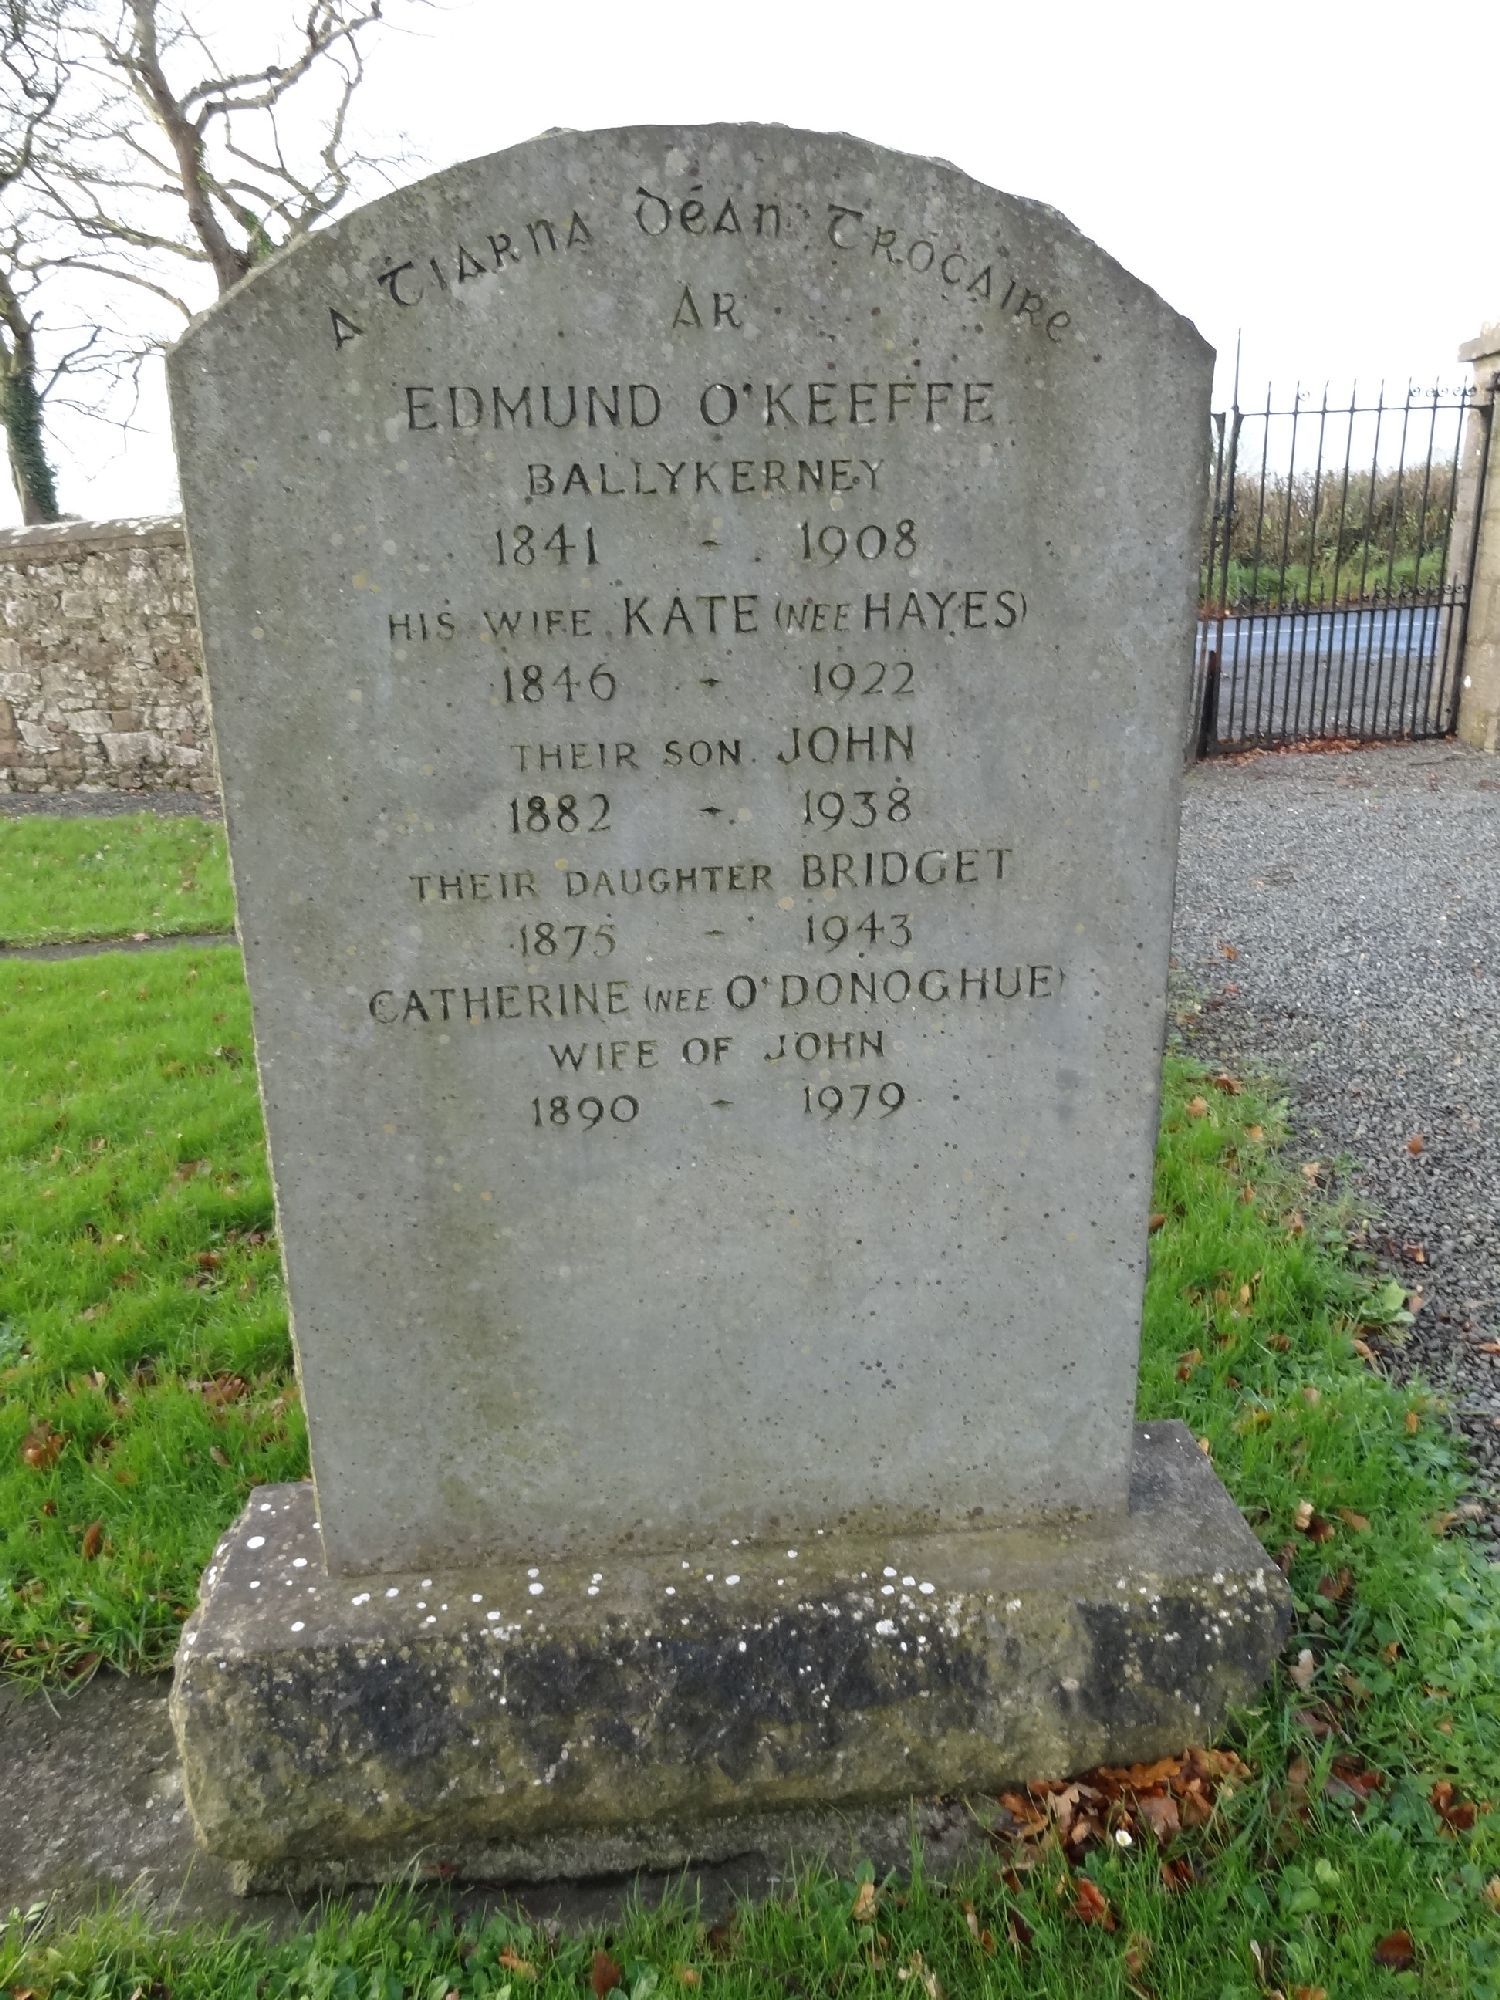 A Tiarna Déan Trócaire
Ar
EDMUND O'KEEFFE
BALLYKERNEY
1841 - 1908
HIS WIFE KATE (NEE HAYES)
1846 - 1922
THEIR SON JOHN
1882 - 1938
THEIR DAUGHTER BRIDGET
1875 - 1943
CATHERINE (NEE O'DONOGHUE)
WIFE OF JOHN
1890 - 1979